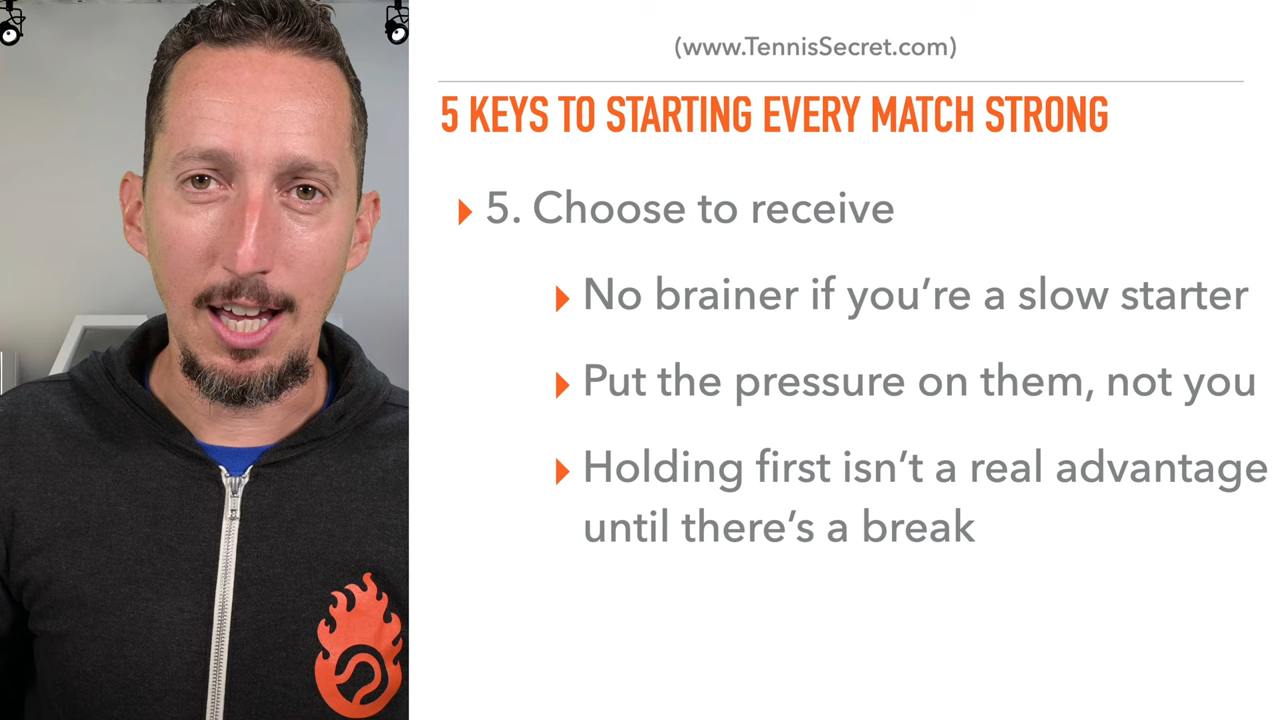 (www.TennisSecret.com)
5 KEYS TO STARTING EVERY MATCH STRONG
5. Choose to receive
No brainer if you’re a slow starter
Put the pressure on them, not you
Holding first isn’t a real advantage
until there’s a break